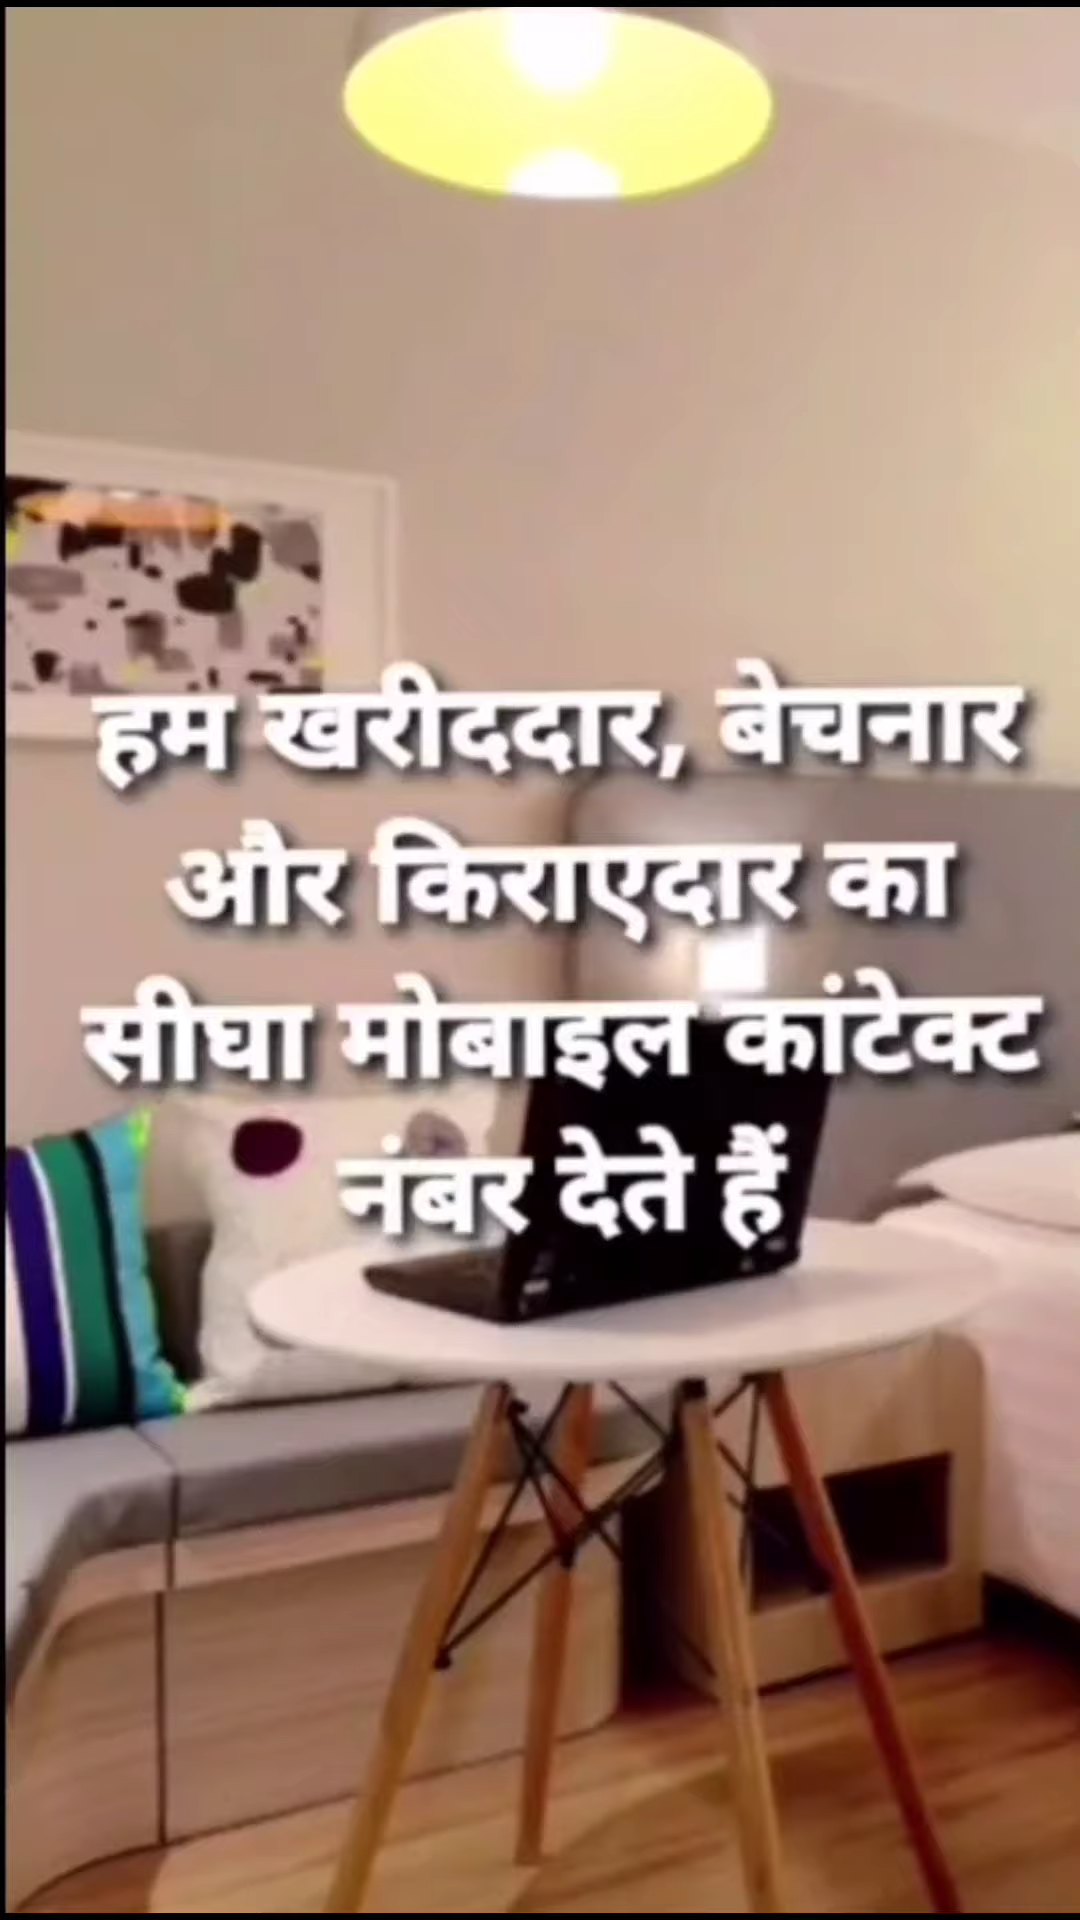 हम खरीददार, बेचनार
और किराएदार का
सीघा मोबाइल कांटेक्ट
नंबर देते हैं